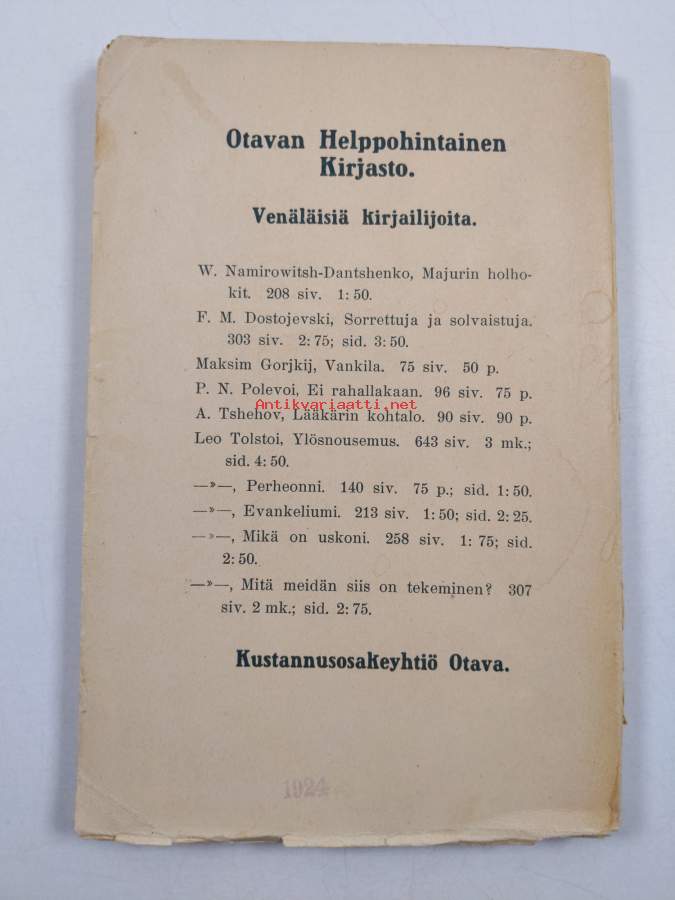 Otavan Helppohintainen
Kirjasto.
Venäläisiä kirjailijoita.
W. Namirowitsh-Dantshenko, Majurin holho-
kit. 208 siv. 1:50.
F. M. Dostojevski, Sorrettuja ja solvaistuja.
303 siv. 2:75; sid. 3:50.
Maksim Gorjkij, Vankila. 75 siv. 50 p.
P. N. Polevoi, Ei rahallakaan. 96 siv. 75 p.
Antikvariaatti.net
A. Tshehov, Lääkärin kohtalo. 90 siv. 90 p.
Leo Tolstoi, Ylösnousemus. 643 siv. 3 mk.;
sid. 4:50.
—»—, Perheonni. 140 siv. 75 p.; sid. 1:50.
—»—, Evankeliumi. 213 siv. 1:50; sid. 2:25.
—»—, Mikä on uskoni. 258 siv. 1:75; sid.
2:50.
—»—, Mitä meidän siis on tekeminen? 307
siv. 2 mk.; sid. 2:75.
Kustannusosakeyhtiö Otava.
1924